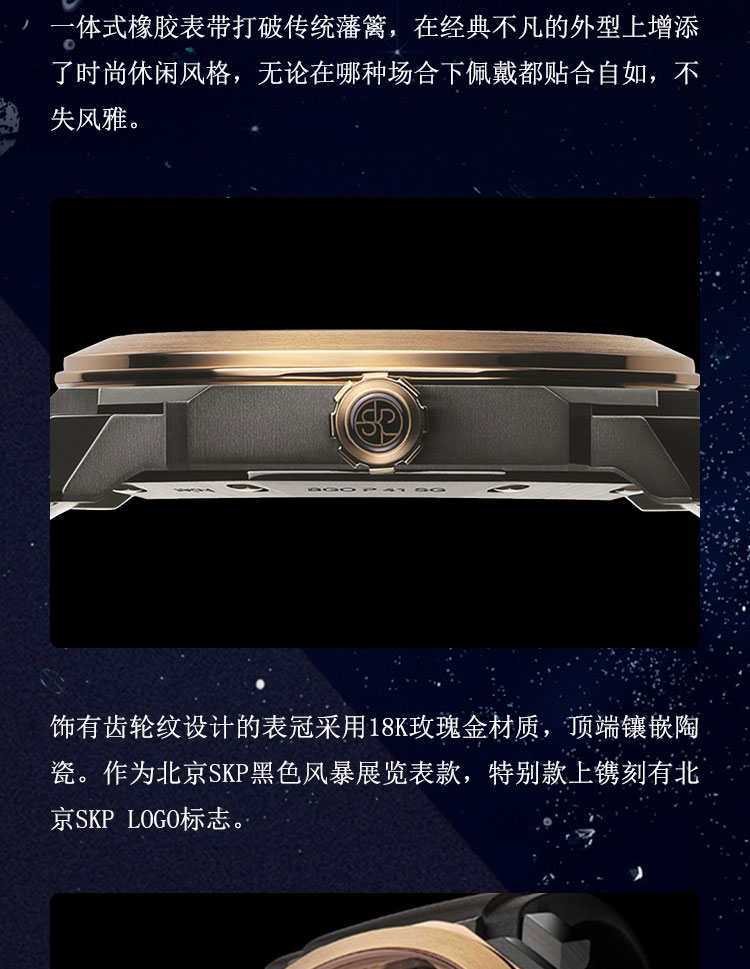 一体式橡胶表带打破传统藩篱，在经典不凡的外型上增添
了时尚休闲风格，无论在哪种场合下佩戴都贴合自如，不
失风雅。
SKP
BGO P 41 SG
饰有齿轮纹设计的表冠采用18K玫瑰金材质，顶端镶嵌陶
瓷。作为北京SKP黑色风暴展览表款，特别款上镌刻有北
京SKP LOGO标志。